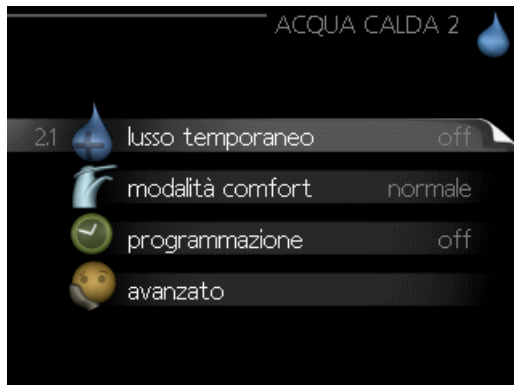 ACQUA CALDA 2
2.1 lusso temporaneo off
modalità comfort normale
programmazione off
avanzato